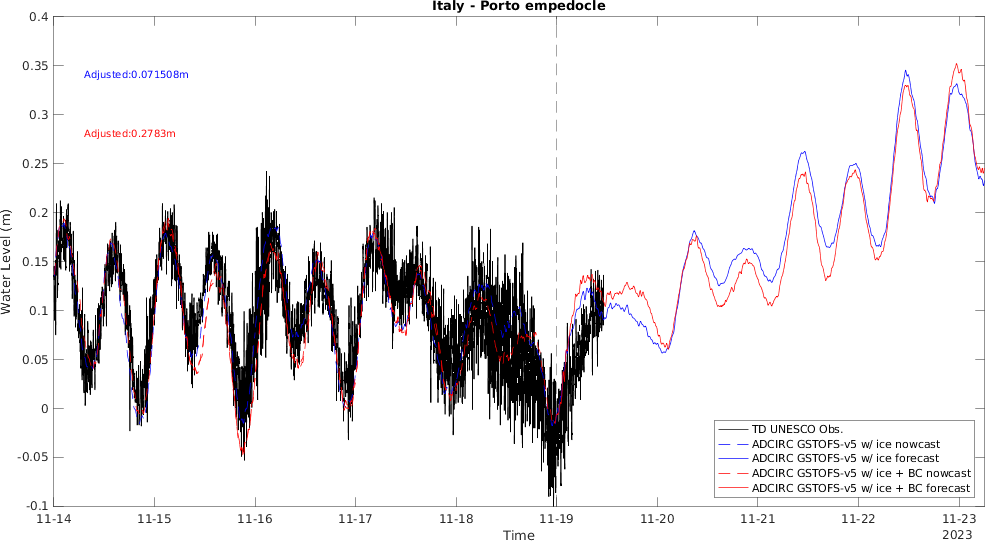 Italy - Porto empedocle
0.4
0.35
0.3
0.25
0.2
0.15
0.1
0.05
0
-0.05
-0.1
Water Level (m)
Adjusted:0.071508m
Adjusted:0.2783m
TD UNESCO Obs.
ADCIRC GSTOFS-v5 w/ ice nowcast
ADCIRC GSTOFS-v5 w/ ice forecast
ADCIRC GSTOFS-v5 w/ ice + BC nowcast
ADCIRC GSTOFS-v5 w/ ice + BC forecast
11-14 11-15 11-16 11-17 11-18 11-19 11-20 11-21 11-22 11-23
Time
2023